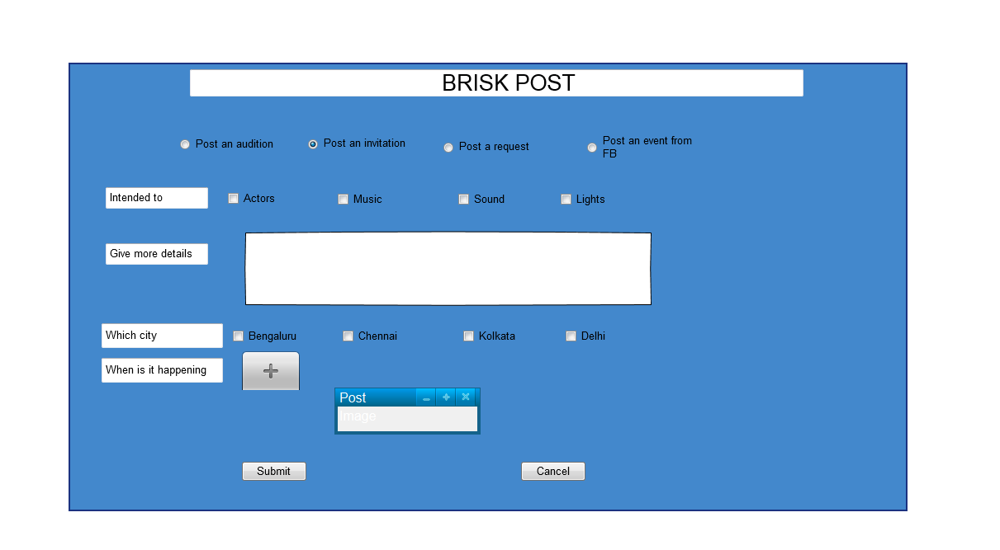 BRISK POST
Post an audition
Post an invitation
Post a request
Post an event from
FB
Intended to
Actors
Music
Sound
Lights
Give more details
Which city
Bengaluru
Chennai
Kolkata
Delhi
When is it happening
Post
Image
Submit
Cancel